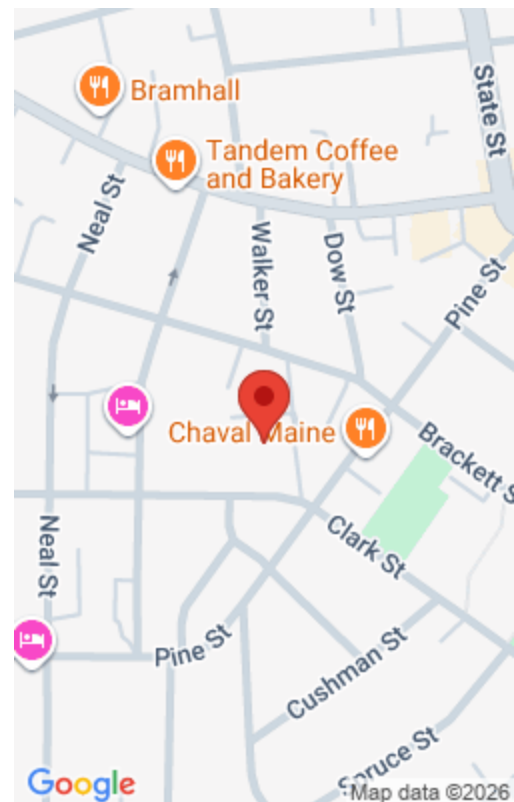 State St
Bramhall
Tandem Coffee
and Bakery
Neal St
Walker St
Dow St
Pine St
Chaval Maine
Brackett S
Neal St
Clark St
Pine St
Cushman St
Spruce St
Google
Map data ©2026